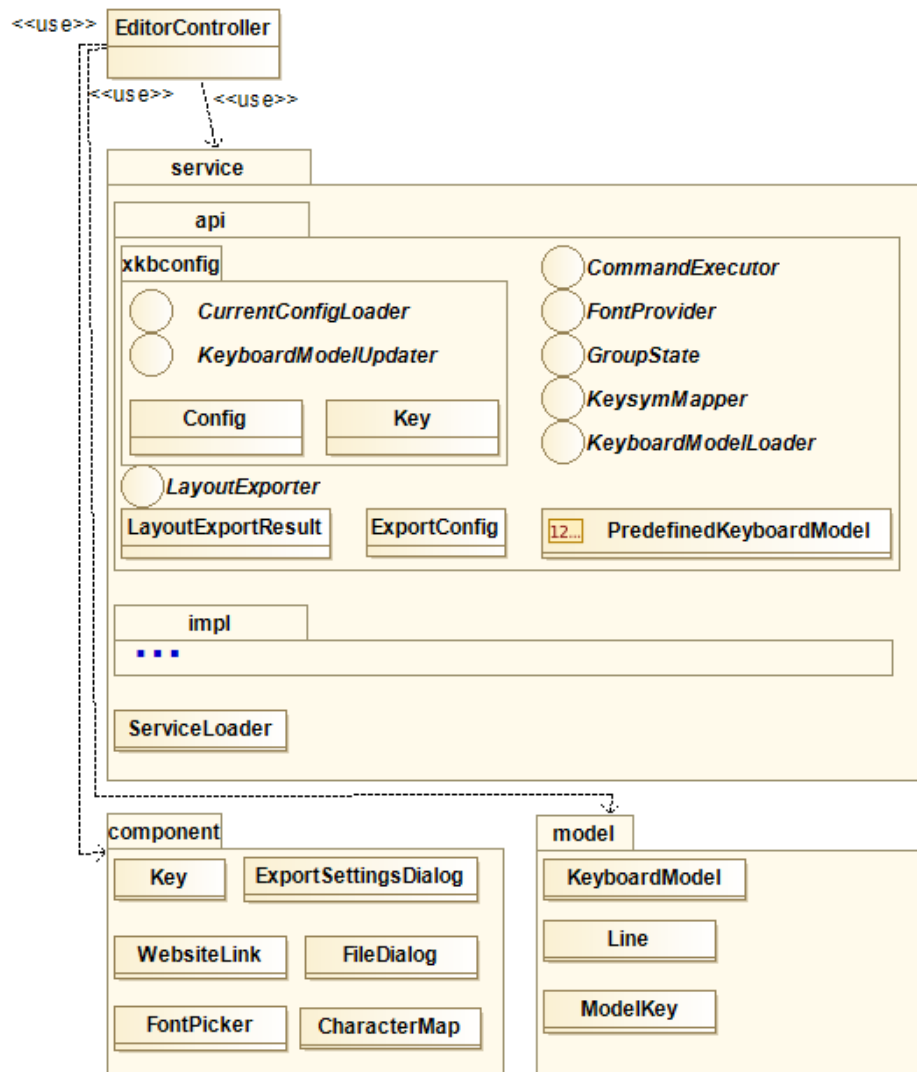 <<use>>
EditorController
<<use>>
<<use>>
service
api
xkbconfig
CurrentConfigLoader
KeyboardModelUpdater
Config
Key
CommandExecutor
FontProvider
GroupState
KeysymMapper
KeyboardModelLoader
LayoutExporter
LayoutExportResult
ExportConfig
12...
PredefinedKeyboardModel
impl
ServiceLoader
component
Key
ExportSettingsDialog
WebsiteLink
FileDialog
FontPicker
CharacterMap
model
KeyboardModel
Line
ModelKey